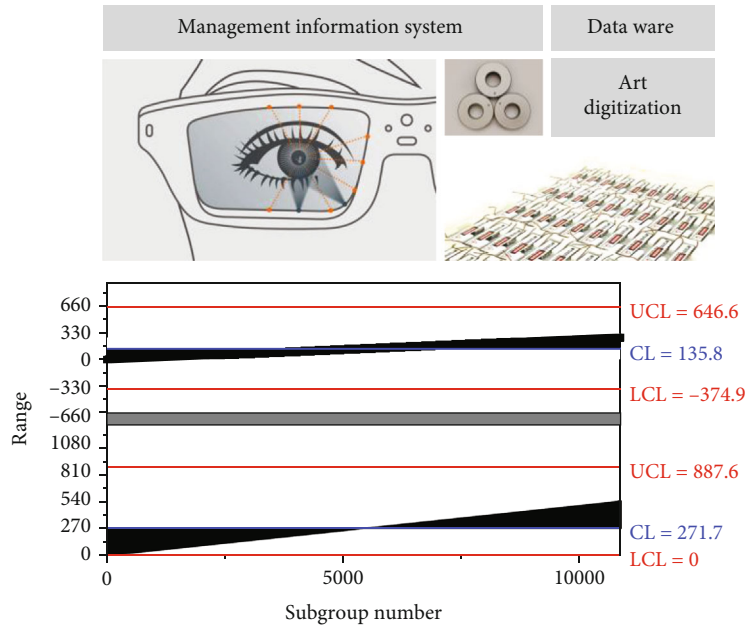 Management information system
Data ware
Art
digitization
660
330
0
–330
–660
1080
810
540
270
0
Range
UCL = 646.6
CL = 135.8
LCL = –374.9
UCL = 887.6
CL = 271.7
LCL = 0
0
5000
10000
Subgroup number